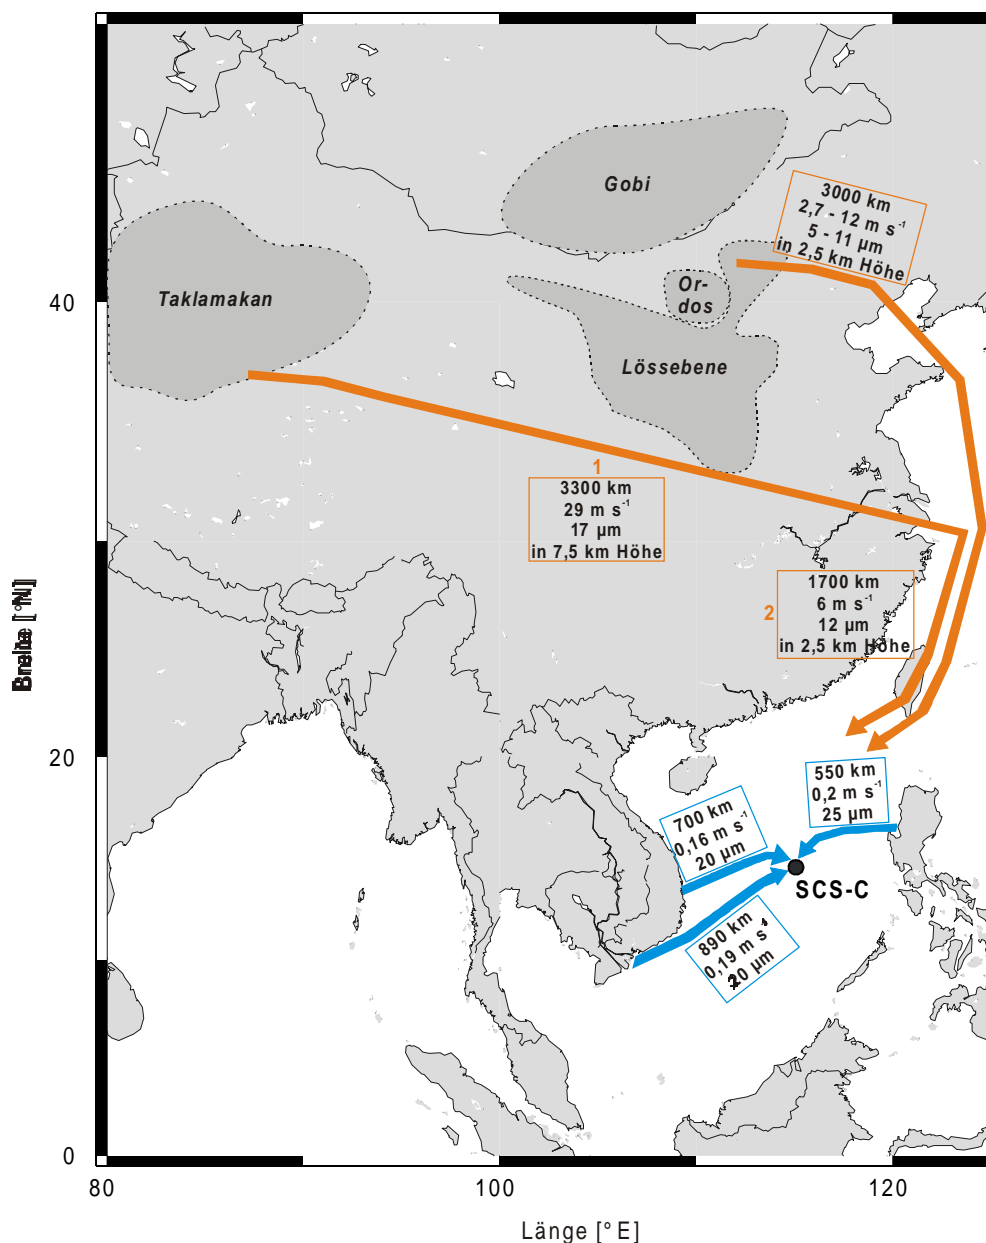 Gobi
3000 km
2,7 - 12 m s⁻¹
5 - 11 µm
in 2,5 km Höhe
Taklamakan
Or-
dos
40
Lössebene
1
3300 km
29 m s⁻¹
17 µm
in 7,5 km Höhe
2
1700 km
6 m s⁻¹
12 µm
in 2,5 km Höhe
[°N]
20
550 km
0,2 m s⁻¹
25 µm
700 km
0,16 m s⁻¹
20 µm
SCS-C
890 km
0,19 m s⁻¹
20 µm
0
80
100
120
Länge [°E]